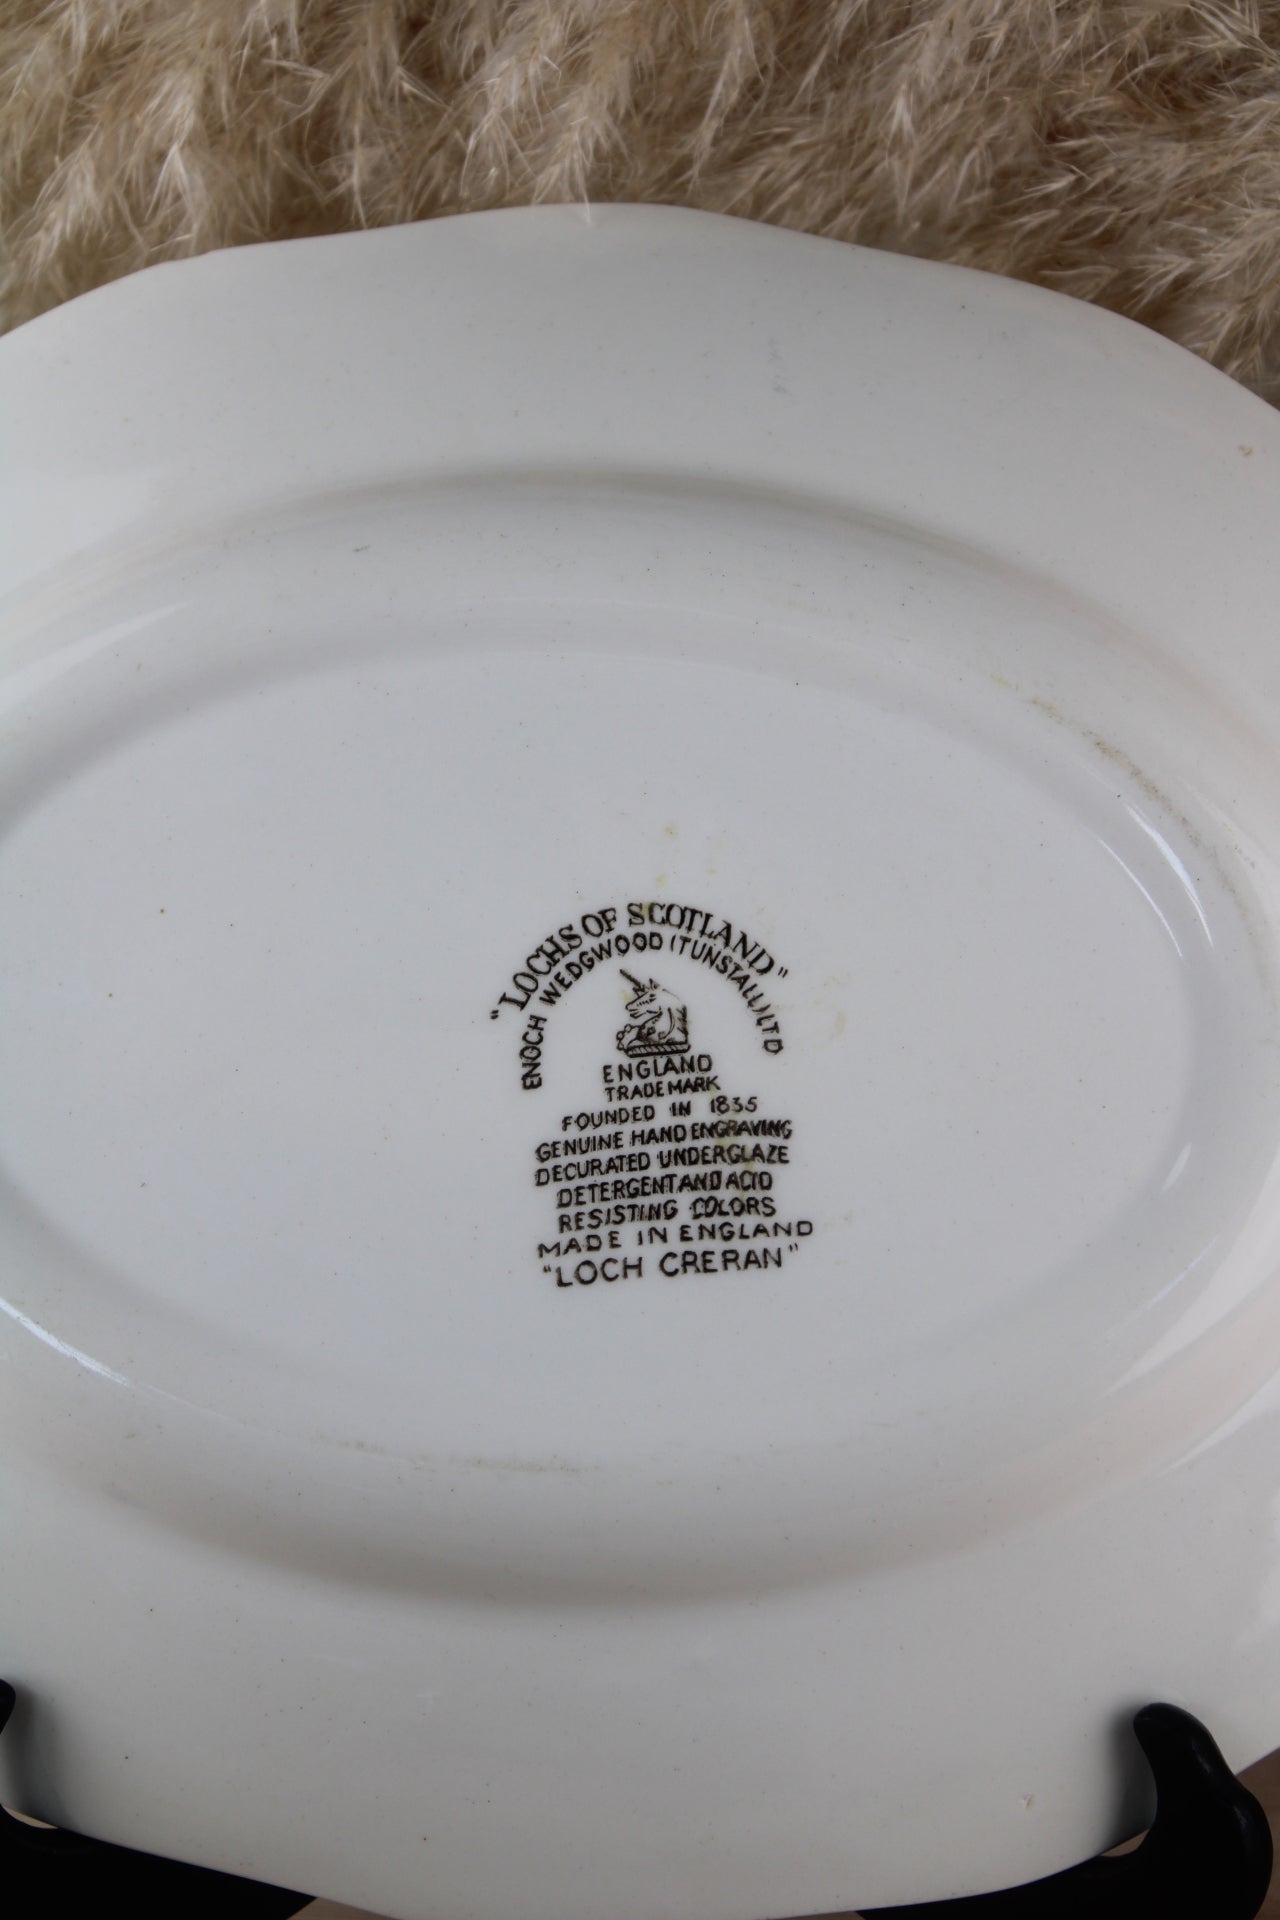 "LOCHS OF SCOTLAND"
ENOCH WEDGWOOD (TUNSTALL) LTD
ENGLAND
TRADE MARK
FOUNDED IN 1835
GENUINE HAND ENGRAVING
DECURATED UNDERGLAZE
DETERGENT AND ACID
RESISTING COLORS
MADE IN ENGLAND
"LOCH CRERAN"